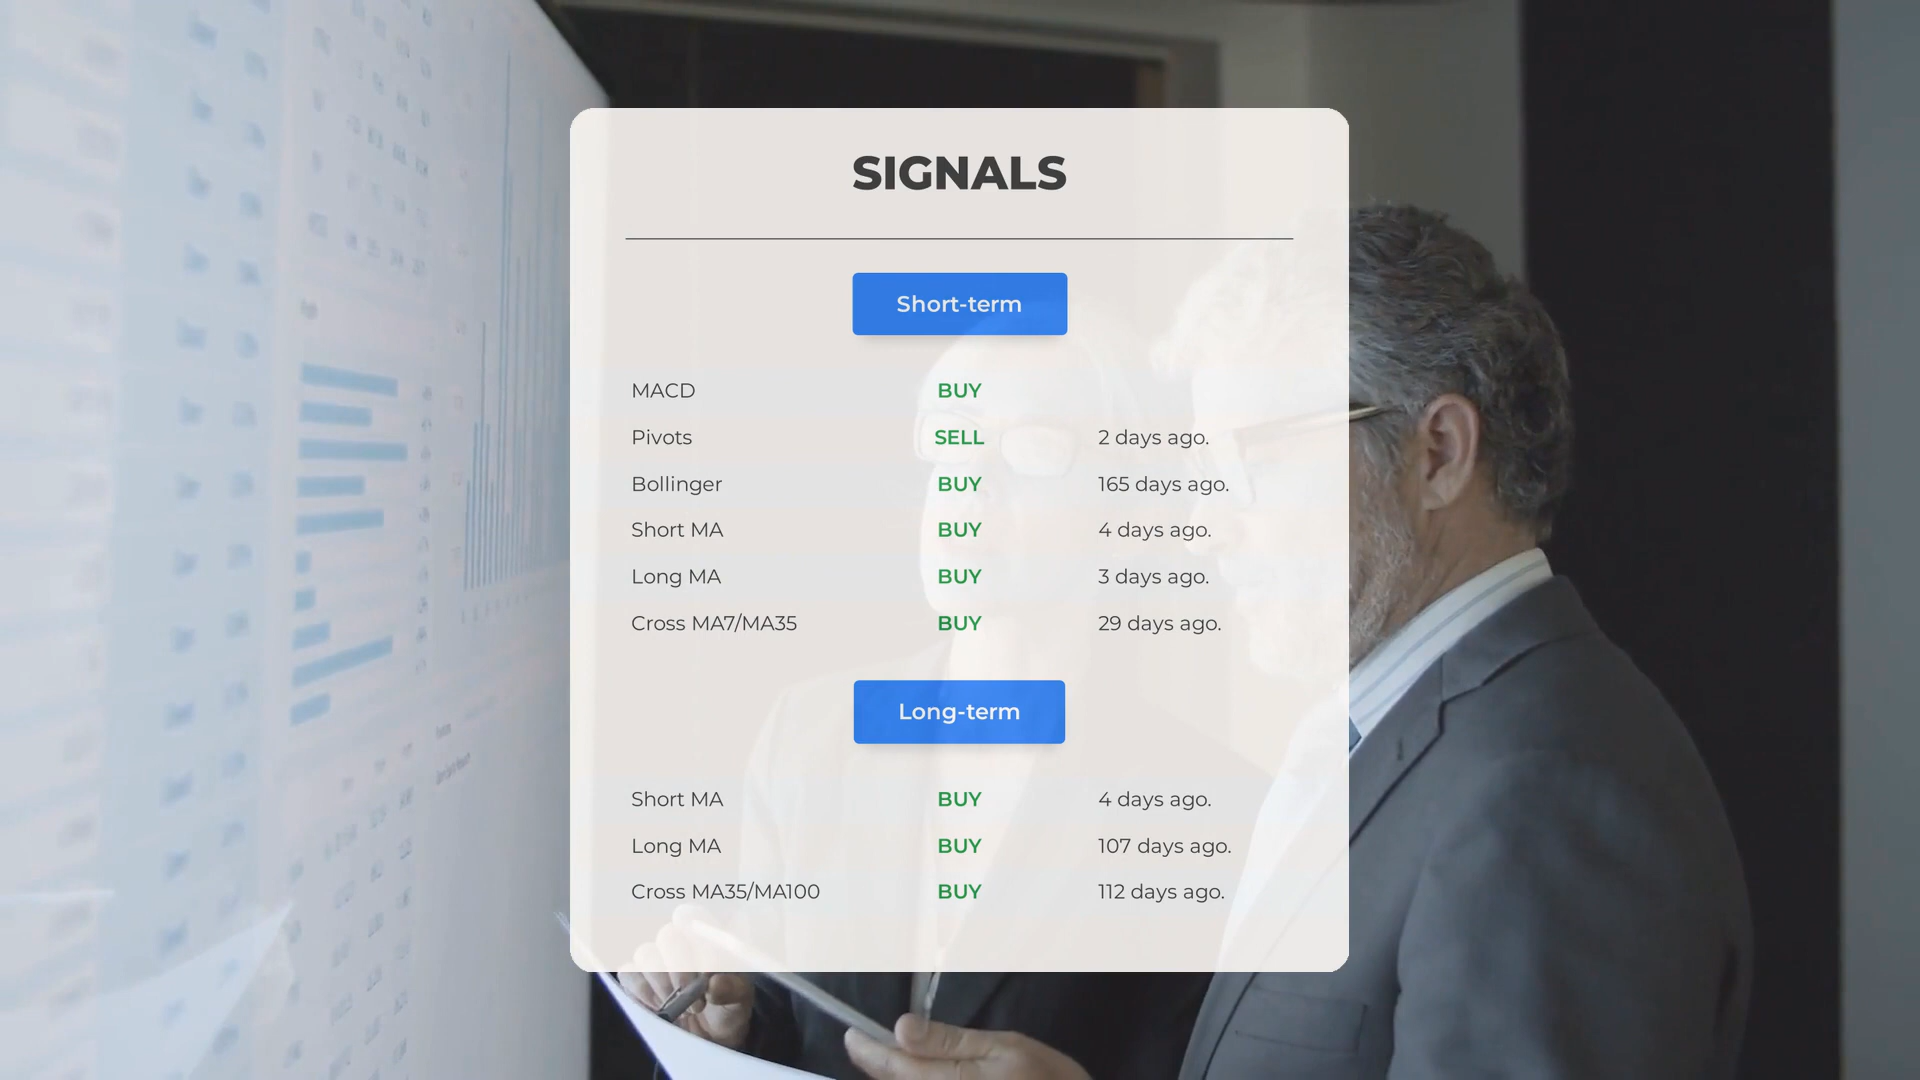 SIGNALS
Short-term
MACD BUY
Pivots SELL 2 days ago.
Bollinger BUY 165 days ago.
Short MA BUY 4 days ago.
Long MA BUY 3 days ago.
Cross MA7/MA35 BUY 29 days ago.
Long-term
Short MA BUY 4 days ago.
Long MA BUY 107 days ago.
Cross MA35/MA100 BUY 112 days ago.